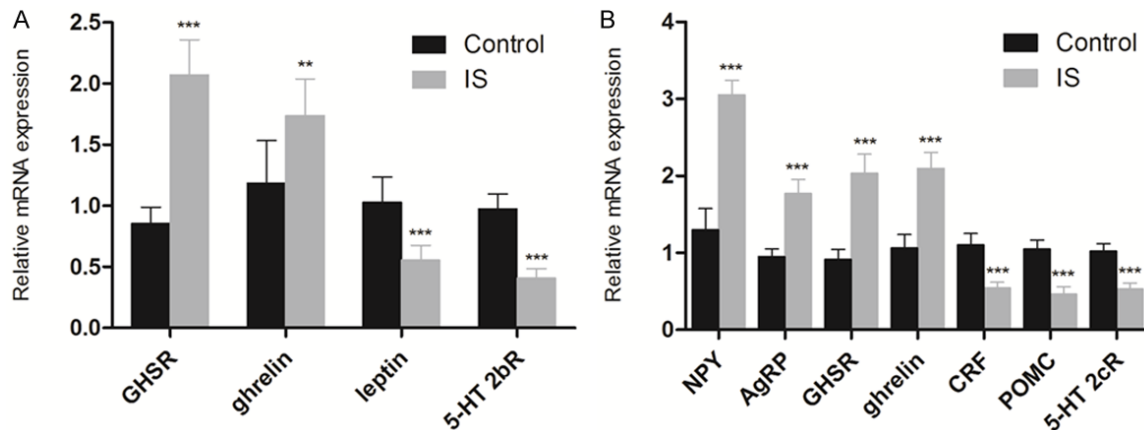 A
Relative mRNA expression
2.5
2.0
1.5
1.0
0.5
0.0
Control
IS
***
**
***
***
GHSR
ghrelin
leptin
5-HT 2bR
B
Relative mRNA expression
4
3
2
1
0
Control
IS
***
***
***
***
***
***
***
NPY
AgRP
GHSR
ghrelin
CRF
POMC
5-HT 2cR